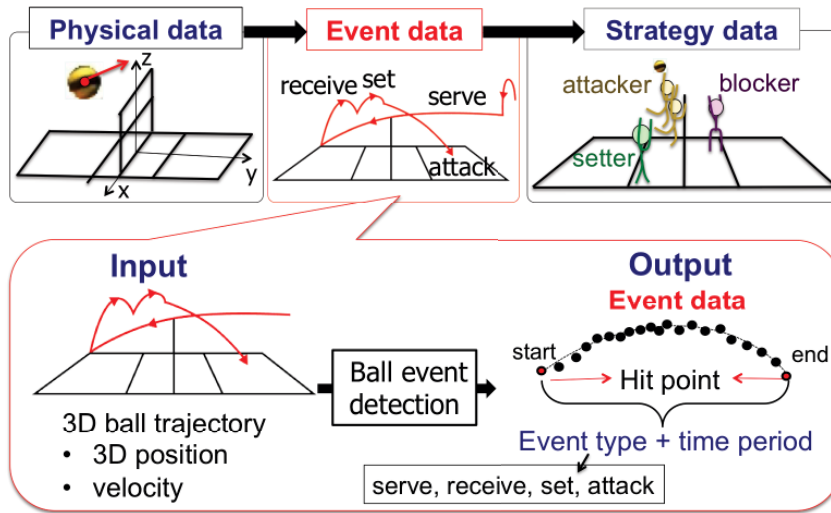 Physical data
Event data
Strategy data
z
x
y
receive set
serve
attack
attacker
blocker
setter
Input
Output
Event data
start
end
Hit point
Ball event
detection
3D ball trajectory
• 3D position
• velocity
Event type + time period
serve, receive, set, attack